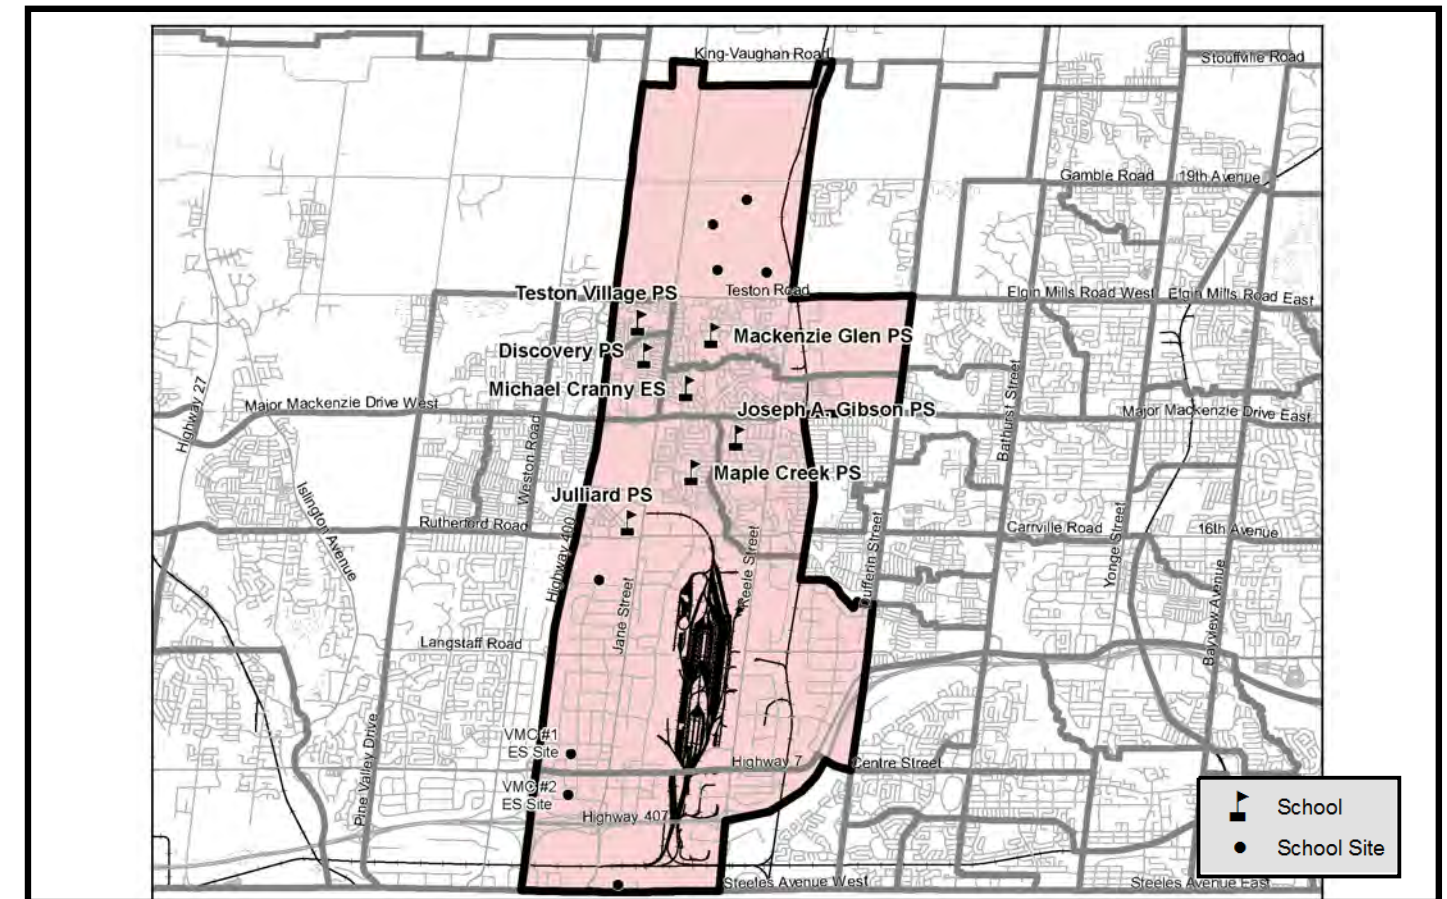 King-Vaughan Road
Stouffville Road
Gamble Road
19th Avenue
Teston Road
Teston Village PS
Elgin Mills Road West
Elgin Mills Road East
Mackenzie Glen PS
Discovery PS
Michael Cranny ES
Highway 27
Major Mackenzie Drive West
Joseph A. Gibson PS
Bathurst Street
Major Mackenzie Drive East
Weston Road
Maple Creek PS
Julliard PS
Islington Avenue
Rutherford Road
Carrville Road
16th Avenue
Highway 400
Keele Street
Dufferin Street
Yonge Street
Jane Street
Bayview Avenue
Langstaff Road
VMC #1
ES Site
Pine Valley Drive
Highway 7
Centre Street
VMC #2
ES Site
Highway 407
School
School Site
Steeles Avenue West
Steeles Avenue East